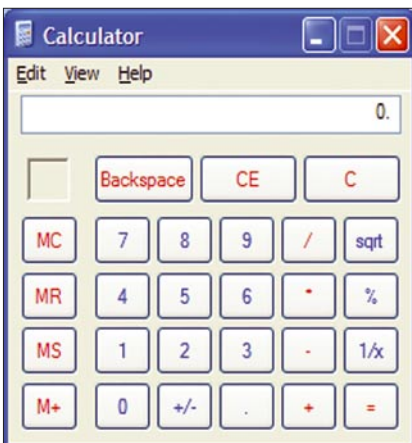 Calculator
Edit View Help
0.
Backspace CE C
MC 7 8 9 / sqrt
MR 4 5 6 * %
MS 1 2 3 - 1/x
M+ 0 +/- . + =